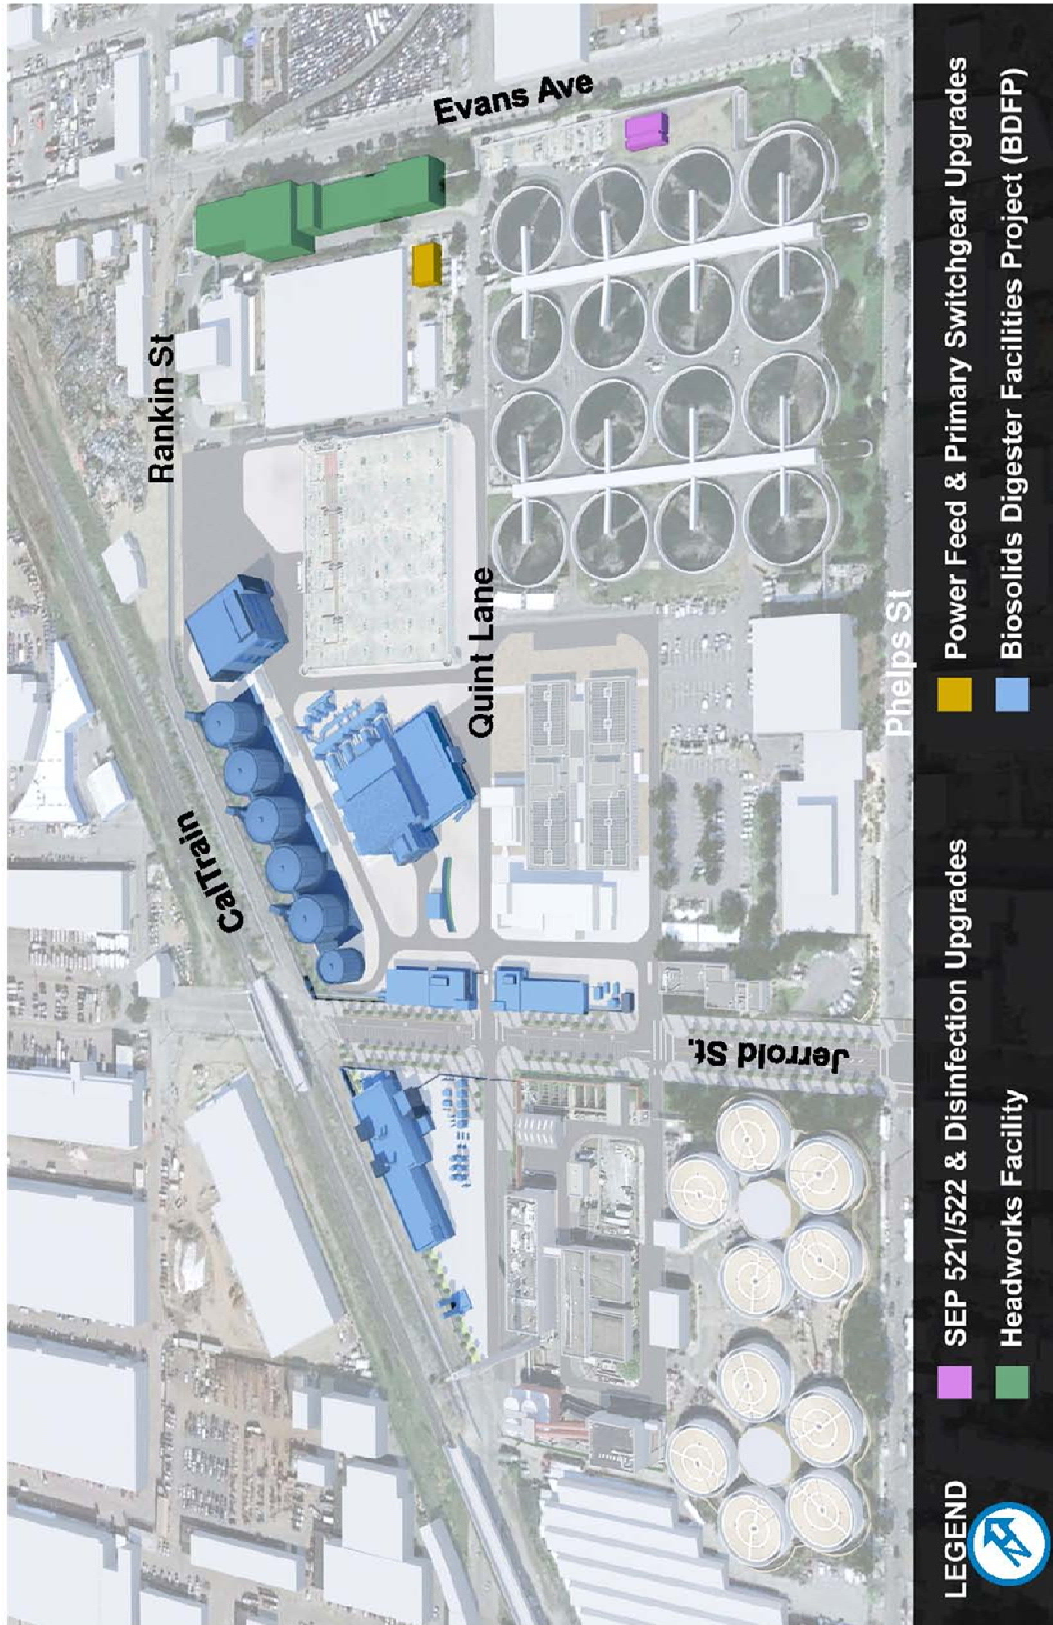 Evans Ave
Rankin St
Quint Lane
CalTrain
Phelps St
Jerrold St.
LEGEND
SEP 521/522 & Disinfection Upgrades
Power Feed & Primary Switchgear Upgrades
Headworks Facility
Biosolids Digester Facilities Project (BDFP)
N